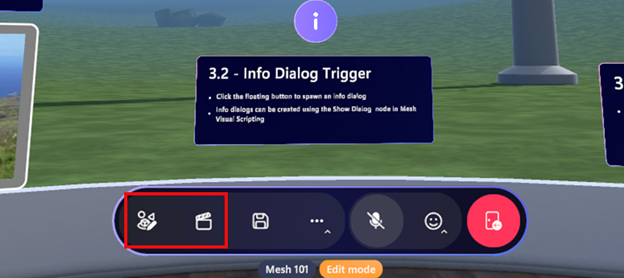 3.2 - Info Dialog Trigger
• Click the floating button to spawn an info dialog
• Info dialogs can be created using the Show Dialog node in Mesh
Visual Scripting
3
Mesh 101
Edit mode